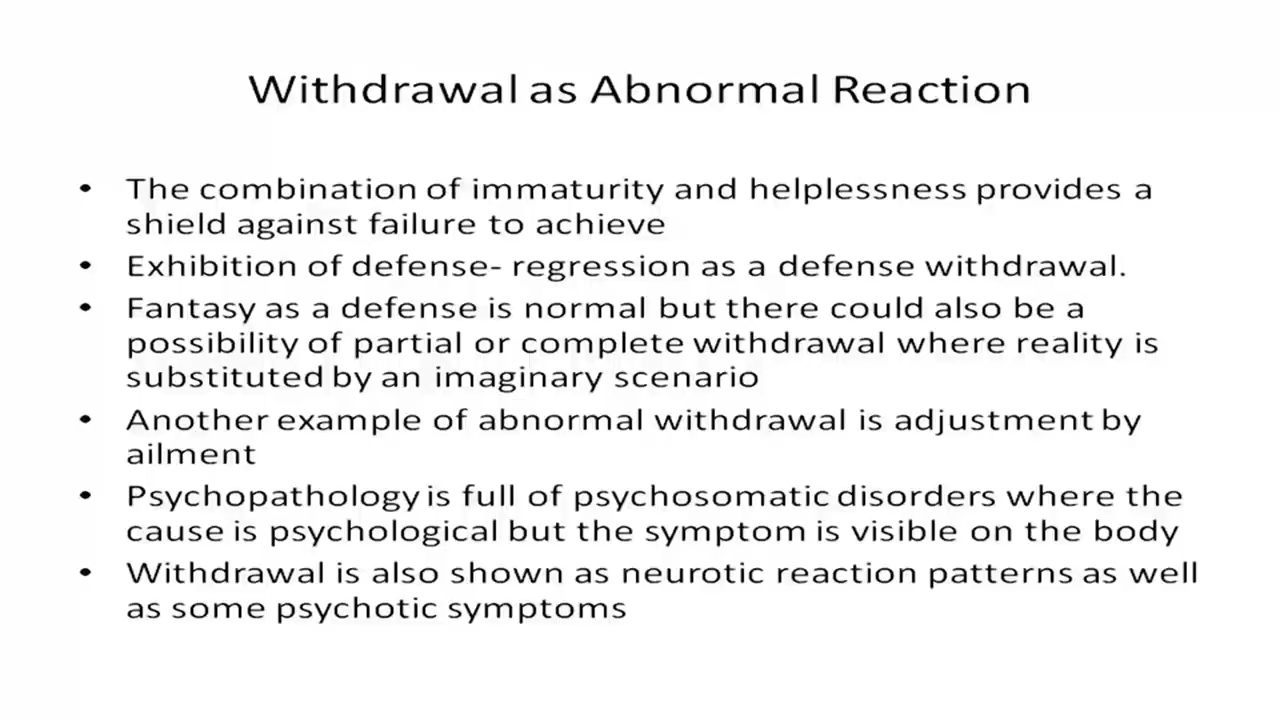 Withdrawal as Abnormal Reaction
• The combination of immaturity and helplessness provides a
shield against failure to achieve
• Exhibition of defense- regression as a defense withdrawal.
• Fantasy as a defense is normal but there could also be a
possibility of partial or complete withdrawal where reality is
substituted by an imaginary scenario
• Another example of abnormal withdrawal is adjustment by
ailment
• Psychopathology is full of psychosomatic disorders where the
cause is psychological but the symptom is visible on the body
• Withdrawal is also shown as neurotic reaction patterns as well
as some psychotic symptoms